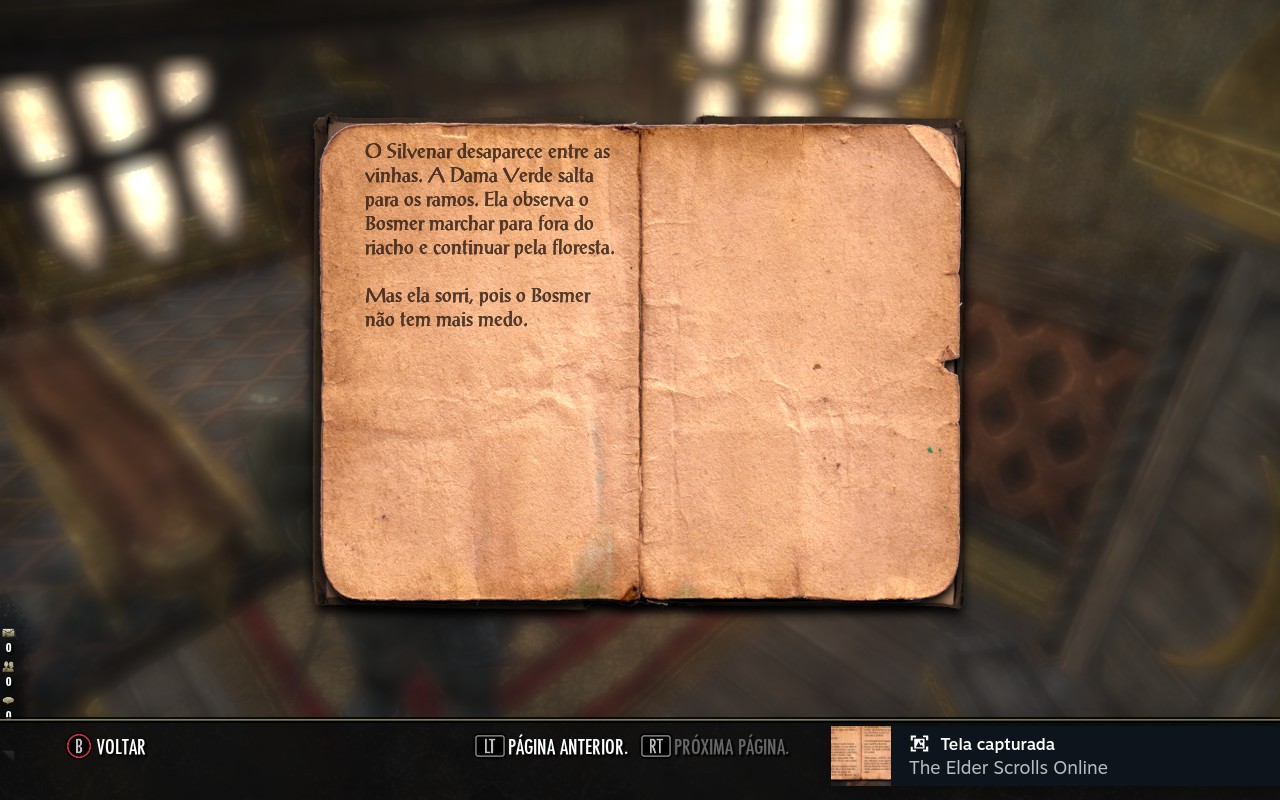 O Silvenar desaparece entre as
vinhas. A Dama Verde salta
para os ramos. Ela observa o
Bosmer marchar para fora do
riacho e continuar pela floresta.
Mas ela sorri, pois o Bosmer
não tem mais medo.
0
0
0
B VOLTAR
LT PÁGINA ANTERIOR.
RT PRÓXIMA PÁGINA.
Tela capturada
The Elder Scrolls Online